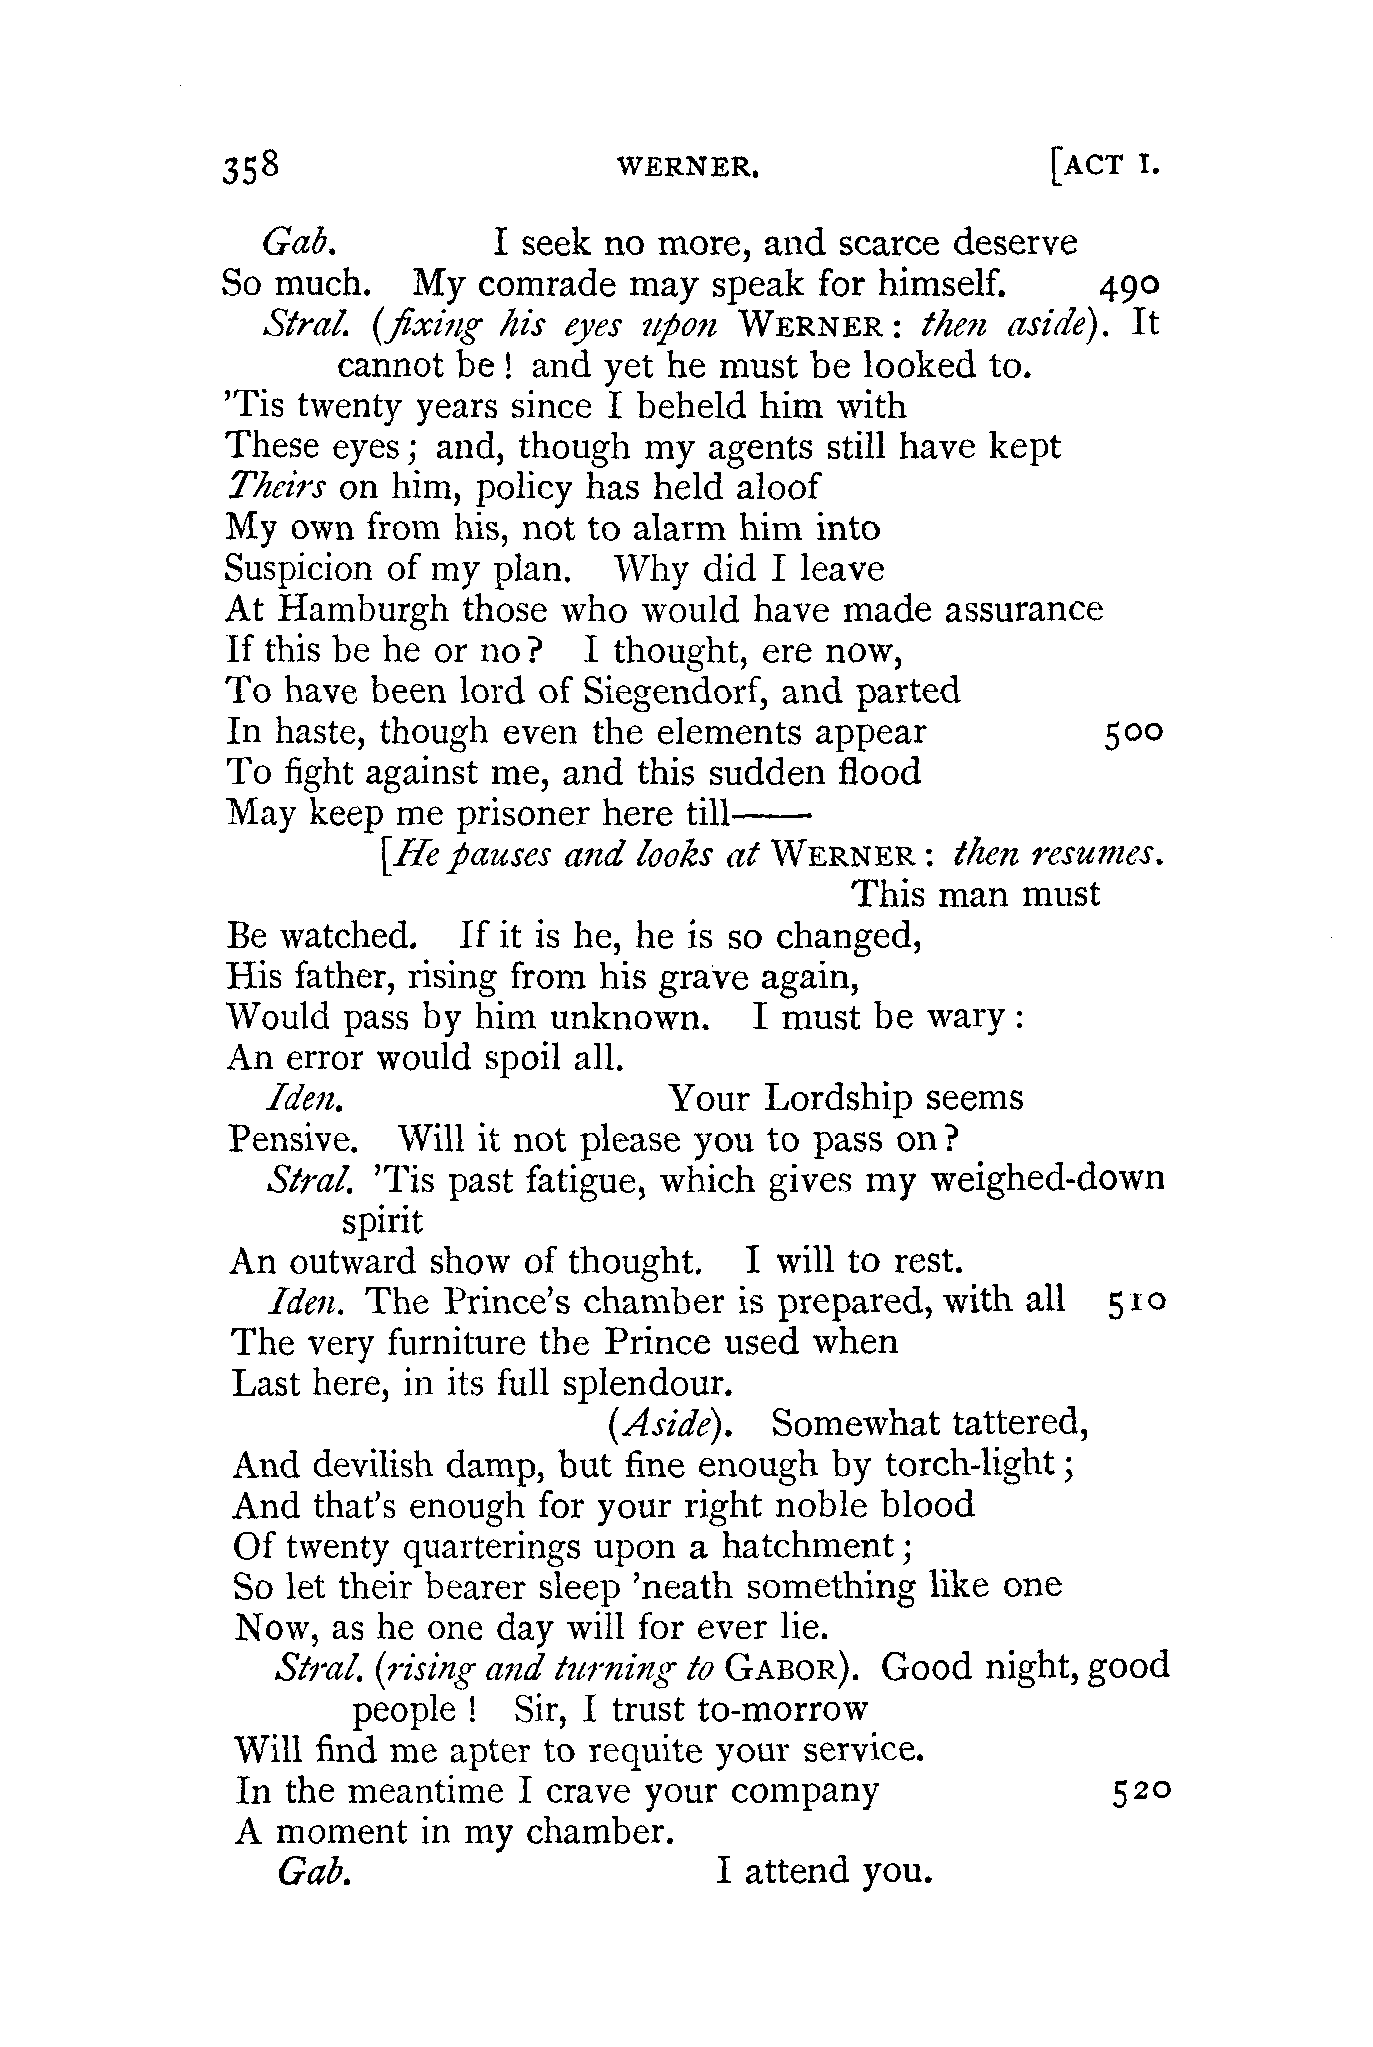 358 WERNER. [ACT I.
Gab. I seek no more, and scarce deserve
So much. My comrade may speak for himself. 490
Stral. (fixing his eyes upon WERNER: then aside). It
cannot be! and yet he must be looked to.
'Tis twenty years since I beheld him with
These eyes; and, though my agents still have kept
Theirs on him, policy has held aloof
My own from his, not to alarm him into
Suspicion of my plan. Why did I leave
At Hamburgh those who would have made assurance
If this be he or no? I thought, ere now,
To have been lord of Siegendorf, and parted
In haste, though even the elements appear 500
To fight against me, and this sudden flood
May keep me prisoner here till——
[He pauses and looks at WERNER: then resumes.
This man must
Be watched. If it is he, he is so changed,
His father, rising from his grave again,
Would pass by him unknown. I must be wary:
An error would spoil all.
Iden. Your Lordship seems
Pensive. Will it not please you to pass on?
Stral. 'Tis past fatigue, which gives my weighed-down
spirit
An outward show of thought. I will to rest.
Iden. The Prince's chamber is prepared, with all 510
The very furniture the Prince used when
Last here, in its full splendour.
(Aside). Somewhat tattered,
And devilish damp, but fine enough by torch-light;
And that's enough for your right noble blood
Of twenty quarterings upon a hatchment;
So let their bearer sleep 'neath something like one
Now, as he one day will for ever lie.
Stral. (rising and turning to GABOR). Good night, good
people! Sir, I trust to-morrow
Will find me apter to requite your service.
In the meantime I crave your company 520
A moment in my chamber.
Gab. I attend you.